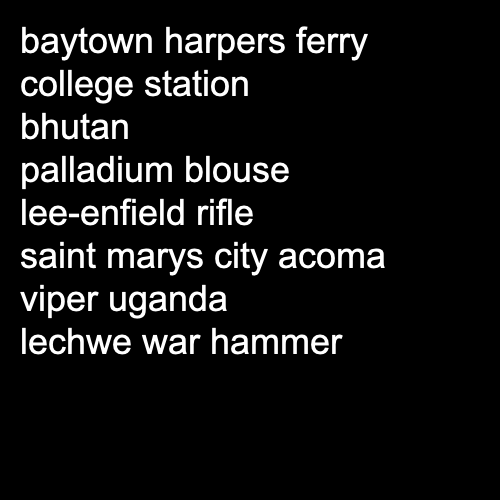 baytown harpers ferry
college station
bhutan
palladium blouse
lee-enfield rifle
saint marys city acoma
viper uganda
lechwe war hammer